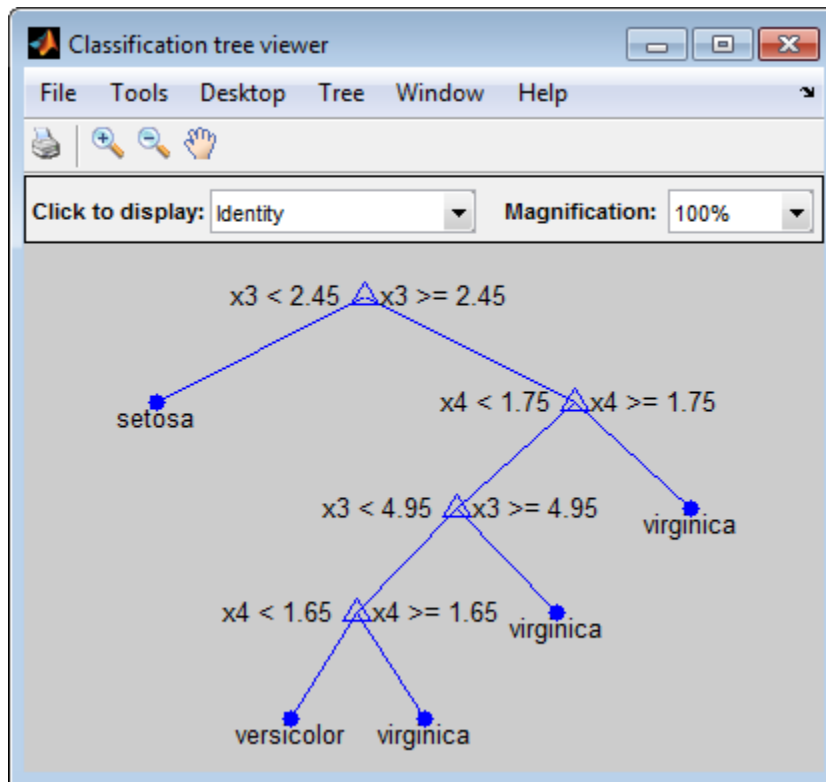 Classification tree viewer
File Tools Desktop Tree Window Help
Click to display: Identity Magnification: 100%
x3 < 2.45 x3 >= 2.45
setosa
x4 < 1.75 x4 >= 1.75
x3 < 4.95 x3 >= 4.95
virginica
x4 < 1.65 x4 >= 1.65
virginica
versicolor virginica